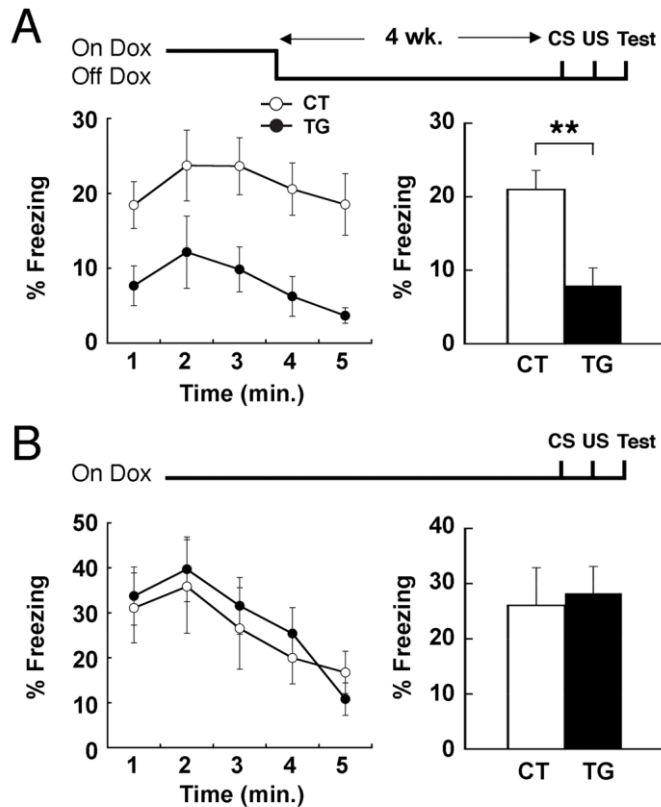 A
On Dox
Off Dox
4 wk.
CS US Test
CT
TG
% Freezing
30
20
10
0
1 2 3 4 5
Time (min.)
% Freezing
30
20
10
0
**
CT TG
B
On Dox
CS US Test
% Freezing
50
40
30
20
10
0
1 2 3 4 5
Time (min.)
% Freezing
50
40
30
20
10
0
CT TG